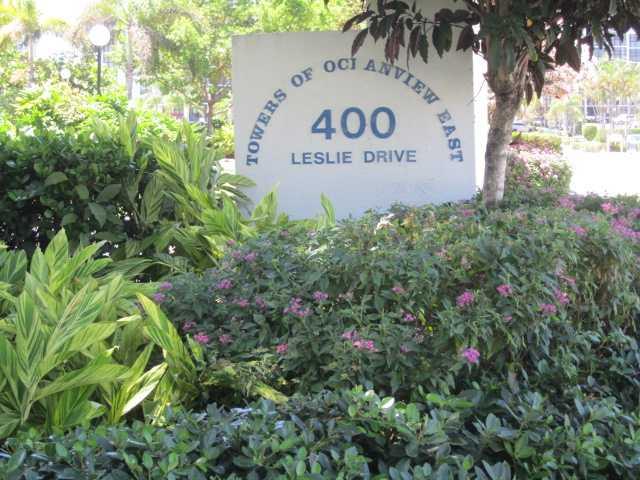 TOWERS OF OCI ANVIEW EAST
400
LESLIE DRIVE